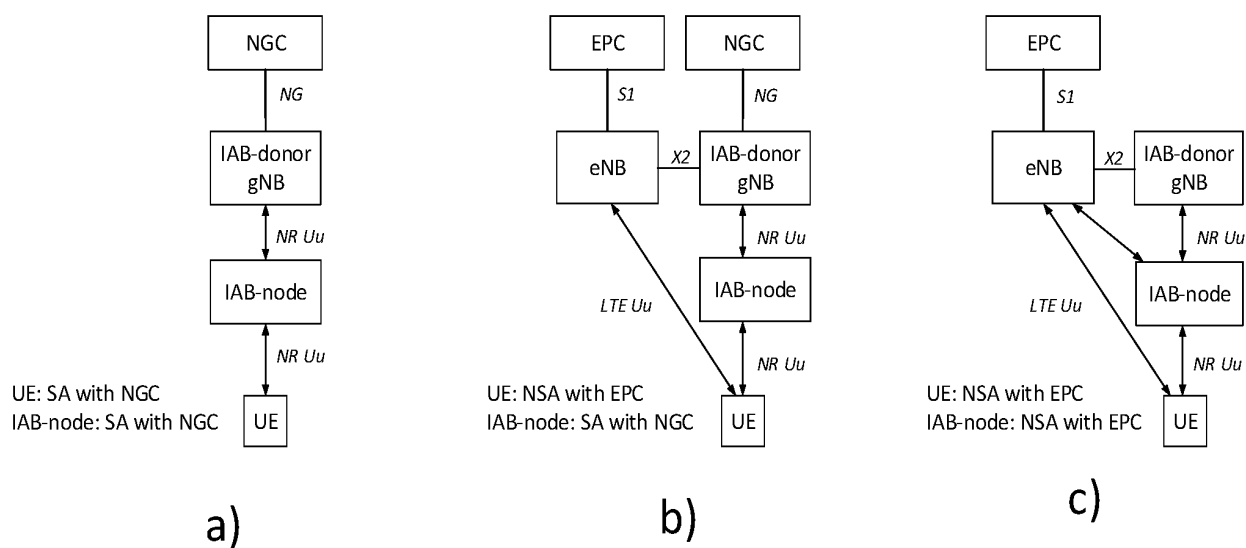 NGC
NG
IAB-donor
gNB
NR Uu
IAB-node
NR Uu
UE: SA with NGC
IAB-node: SA with NGC
UE
a)
EPC
NGC
S1
NG
eNB
X2
IAB-donor
gNB
NR Uu
IAB-node
LTE Uu
NR Uu
UE: NSA with EPC
IAB-node: SA with NGC
UE
b)
EPC
S1
eNB
X2
IAB-donor
gNB
NR Uu
IAB-node
LTE Uu
NR Uu
UE: NSA with EPC
IAB-node: NSA with EPC
UE
c)